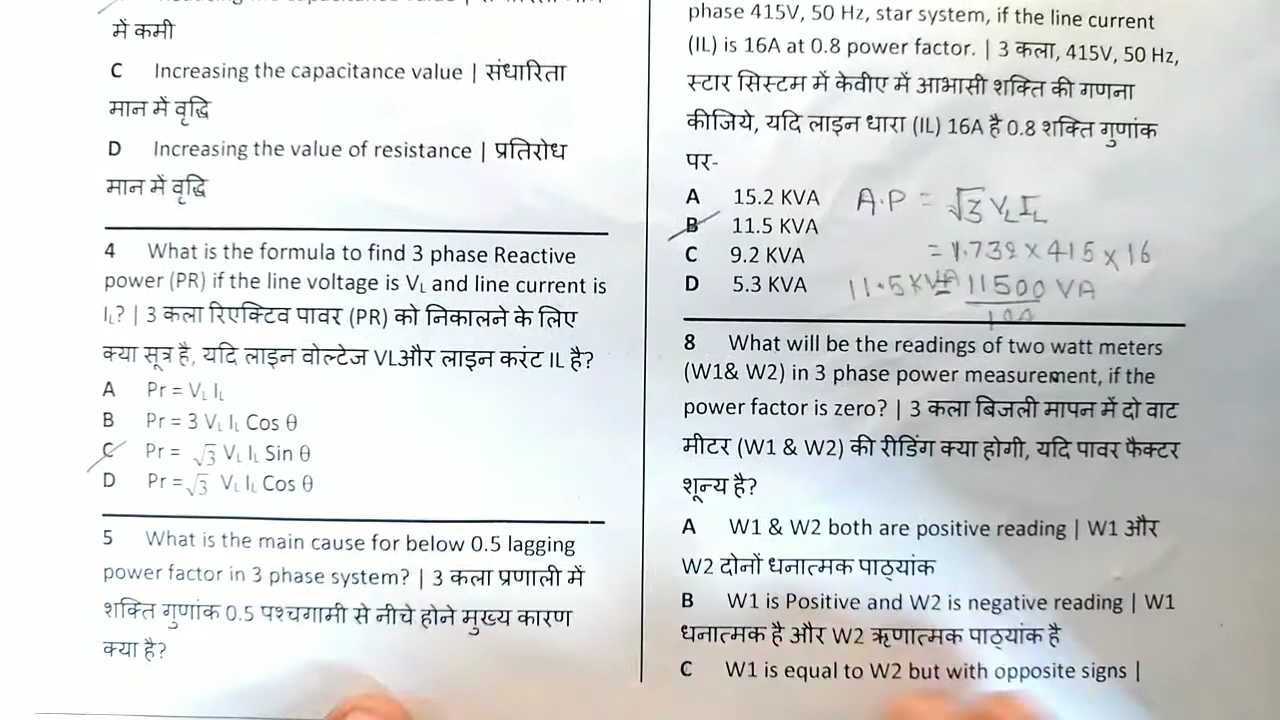 में कमी
C Increasing the capacitance value | संधारिता
मान में वृद्धि
D Increasing the value of resistance | प्रतिरोध
मान में वृद्धि
4 What is the formula to find 3 phase Reactive
power (PR) if the line voltage is VL and line current is
IL? | 3 कला रिएक्टिव पावर (PR) को निकालने के लिए
क्या सूत्र है, यदि लाइन वोल्टेज VLऔर लाइन करंट IL है?
A Pr = VL IL
B Pr = 3 VL IL Cos θ
C Pr = √3 VL IL Sin θ
D Pr = √3 VL IL Cos θ
5 What is the main cause for below 0.5 lagging
power factor in 3 phase system? | 3 कला प्रणाली में
शक्ति गुणांक 0.5 पश्चगामी से नीचे होने मुख्य कारण
क्या है?
phase 415V, 50 Hz, star system, if the line current
(IL) is 16A at 0.8 power factor. | 3 कला, 415V, 50 Hz,
स्टार सिस्टम में केवीए में आभासी शक्ति की गणना
कीजिये, यदि लाइन धारा (IL) 16A है 0.8 शक्ति गुणांक
पर-
A 15.2 KVA
B 11.5 KVA
C 9.2 KVA
D 5.3 KVA
A.P = √3 VL IL
= 1.732 × 415 × 16
11.5 KVA = 11500 VA
8 What will be the readings of two watt meters
(W1& W2) in 3 phase power measurement, if the
power factor is zero? | 3 कला बिजली मापन में दो वाट
मीटर (W1 & W2) की रीडिंग क्या होगी, यदि पावर फैक्टर
शून्य है?
A W1 & W2 both are positive reading | W1 और
W2 दोनों धनात्मक पाठ्यांक
B W1 is Positive and W2 is negative reading | W1
धनात्मक है और W2 ऋणात्मक पाठ्यांक है
C W1 is equal to W2 but with opposite signs |